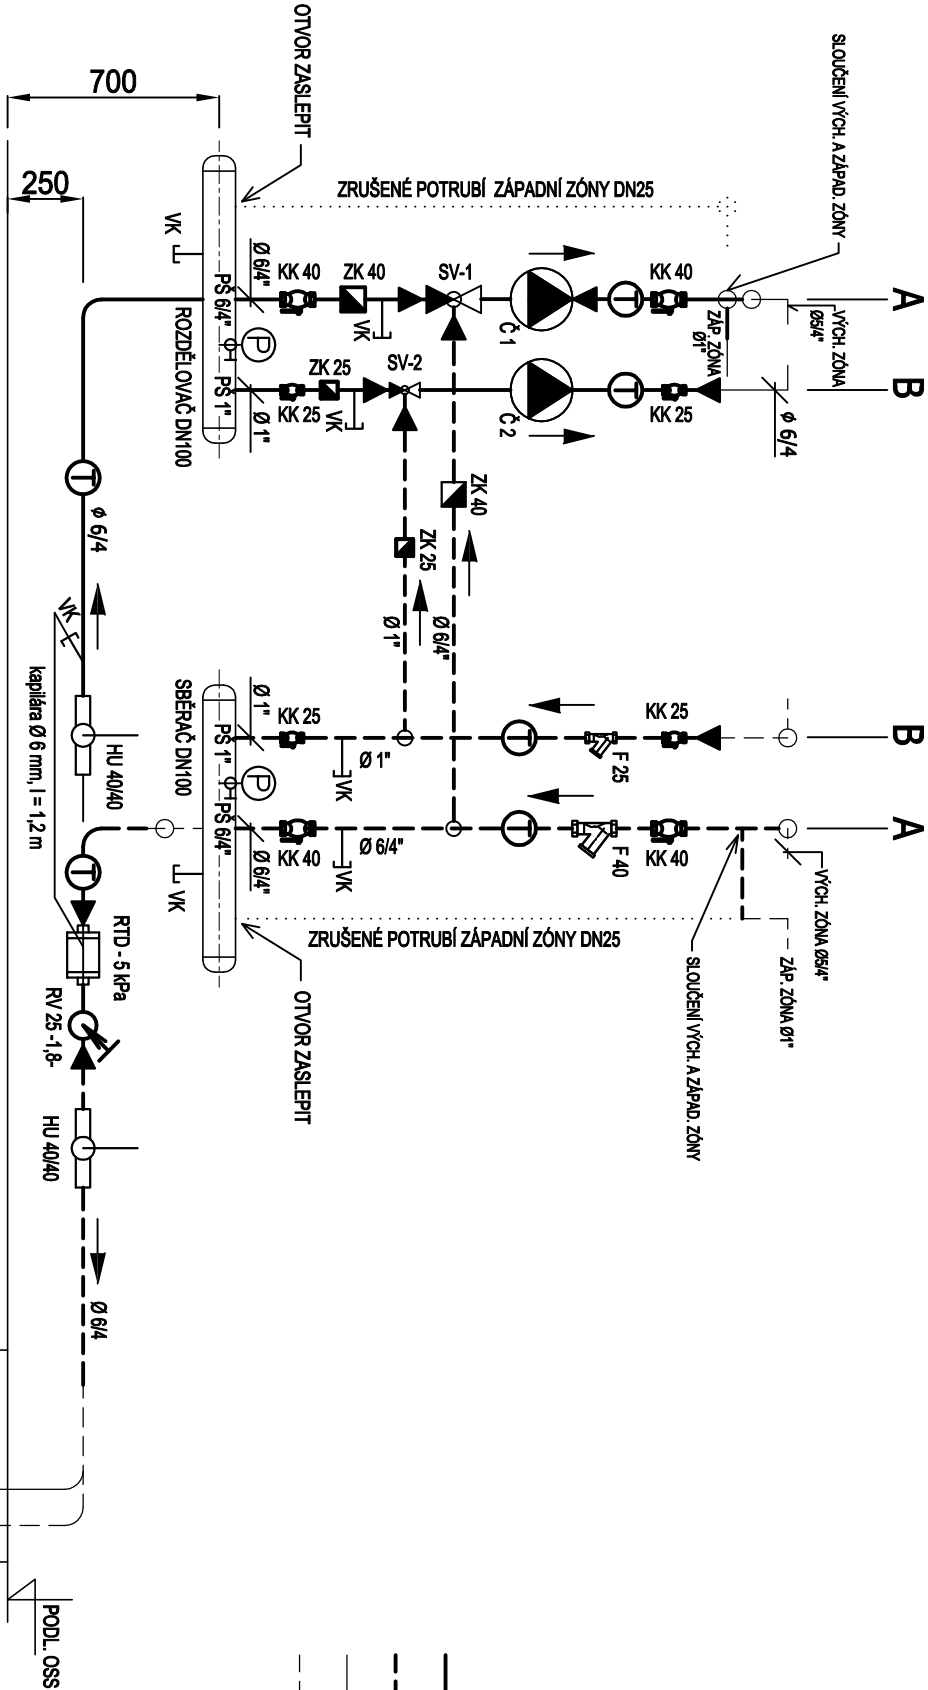 A
B
B
A
SLOUČENÍ VÝCH. A ZÁPAD. ZÓNY
VÝCH. ZÓNA
Ø5/4"
ZÁP. ZÓNA
Ø1"
ϕ 6/4
OTVOR ZASLEPIT
ZRUŠENÉ POTRUBÍ ZÁPADNÍ ZÓNY DN25
700
250
VK
Ø 6/4"
PS 6/4"
KK 40
ZK 40
VK
SV-1
Č 1
KK 40
P
PS 1"
Ø 1"
KK 25
ZK 25
VK
SV-2
Č 2
KK 25
ROZDĚLOVAČ DN100
ZK 40
ZK 25
Ø 1"
Ø 6/4"
ϕ 6/4
VK
kapilára Ø 6 mm, l = 1,2 m
HU 40/40
SBĚRAČ DN100
Ø 1"
PS 1"
KK 25
Ø 1"
VK
F 25
KK 25
P
PS 6/4"
Ø 6/4"
KK 40
Ø 6/4"
VK
F 40
KK 40
VK
VÝCH. ZÓNA Ø5/4"
ZÁP. ZÓNA Ø1"
SLOUČENÍ VÝCH. A ZÁPAD. ZÓNY
ZRUŠENÉ POTRUBÍ ZÁPADNÍ ZÓNY DN25
OTVOR ZASLEPIT
RTD - 5 kPa
RV 25 -1,8-
HU 40/40
Ø 6/4
PODL. OSS